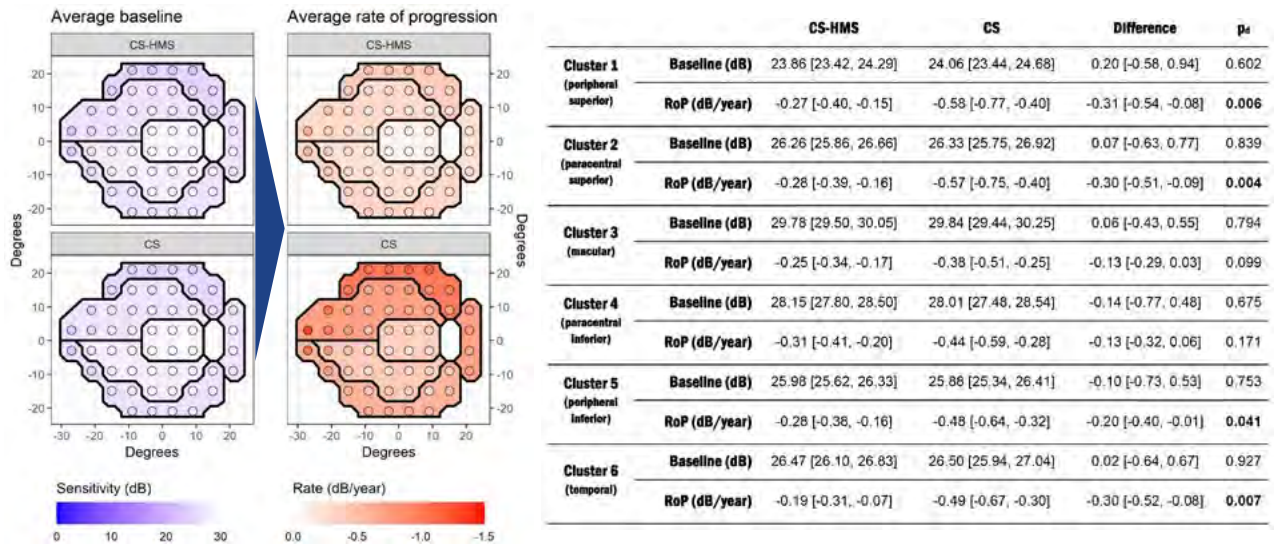 Average baseline
Average rate of progression
CS-HMS
CS-HMS
20
10
0
-10
-20
20
10
0
-10
-20
CS
CS
20
10
0
-10
-20
20
10
0
-10
-20
Degrees
Degrees
-30 -20 -10 0 10 20
-30 -20 -10 0 10 20
Degrees
Degrees
Sensitivity (dB)
0 10 20 30
Rate (dB/year)
0.0 -0.5 -1.0 -1.5
CS-HMS CS Difference pd
Cluster 1
(peripheral
superior)
Baseline (dB) 23.86 [23.42, 24.29] 24.06 [23.44, 24.68] 0.20 [-0.58, 0.94] 0.602
RoP (dB/year) -0.27 [-0.40, -0.15] -0.58 [-0.77, -0.40] -0.31 [-0.54, -0.08] 0.006
Cluster 2
(paracentral
superior)
Baseline (dB) 26.26 [25.86, 26.66] 26.33 [25.75, 26.92] 0.07 [-0.63, 0.77] 0.839
RoP (dB/year) -0.28 [-0.39, -0.16] -0.57 [-0.75, -0.40] -0.30 [-0.51, -0.09] 0.004
Cluster 3
(macular)
Baseline (dB) 29.78 [29.50, 30.05] 29.84 [29.44, 30.25] 0.06 [-0.43, 0.55] 0.794
RoP (dB/year) -0.25 [-0.34, -0.17] -0.38 [-0.51, -0.25] -0.13 [-0.29, 0.03] 0.099
Cluster 4
(paracentral
inferior)
Baseline (dB) 28.15 [27.80, 28.50] 28.01 [27.48, 28.54] -0.14 [-0.77, 0.48] 0.675
RoP (dB/year) -0.31 [-0.41, -0.20] -0.44 [-0.59, -0.28] -0.13 [-0.32, 0.06] 0.171
Cluster 5
(peripheral
inferior)
Baseline (dB) 25.98 [25.62, 26.33] 25.88 [25.34, 26.41] -0.10 [-0.73, 0.53] 0.753
RoP (dB/year) -0.28 [-0.38, -0.16] -0.48 [-0.64, -0.32] -0.20 [-0.40, -0.01] 0.041
Cluster 6
(temporal)
Baseline (dB) 26.47 [26.10, 26.83] 26.50 [25.94, 27.04] 0.02 [-0.64, 0.67] 0.927
RoP (dB/year) -0.19 [-0.31, -0.07] -0.49 [-0.67, -0.30] -0.30 [-0.52, -0.08] 0.007